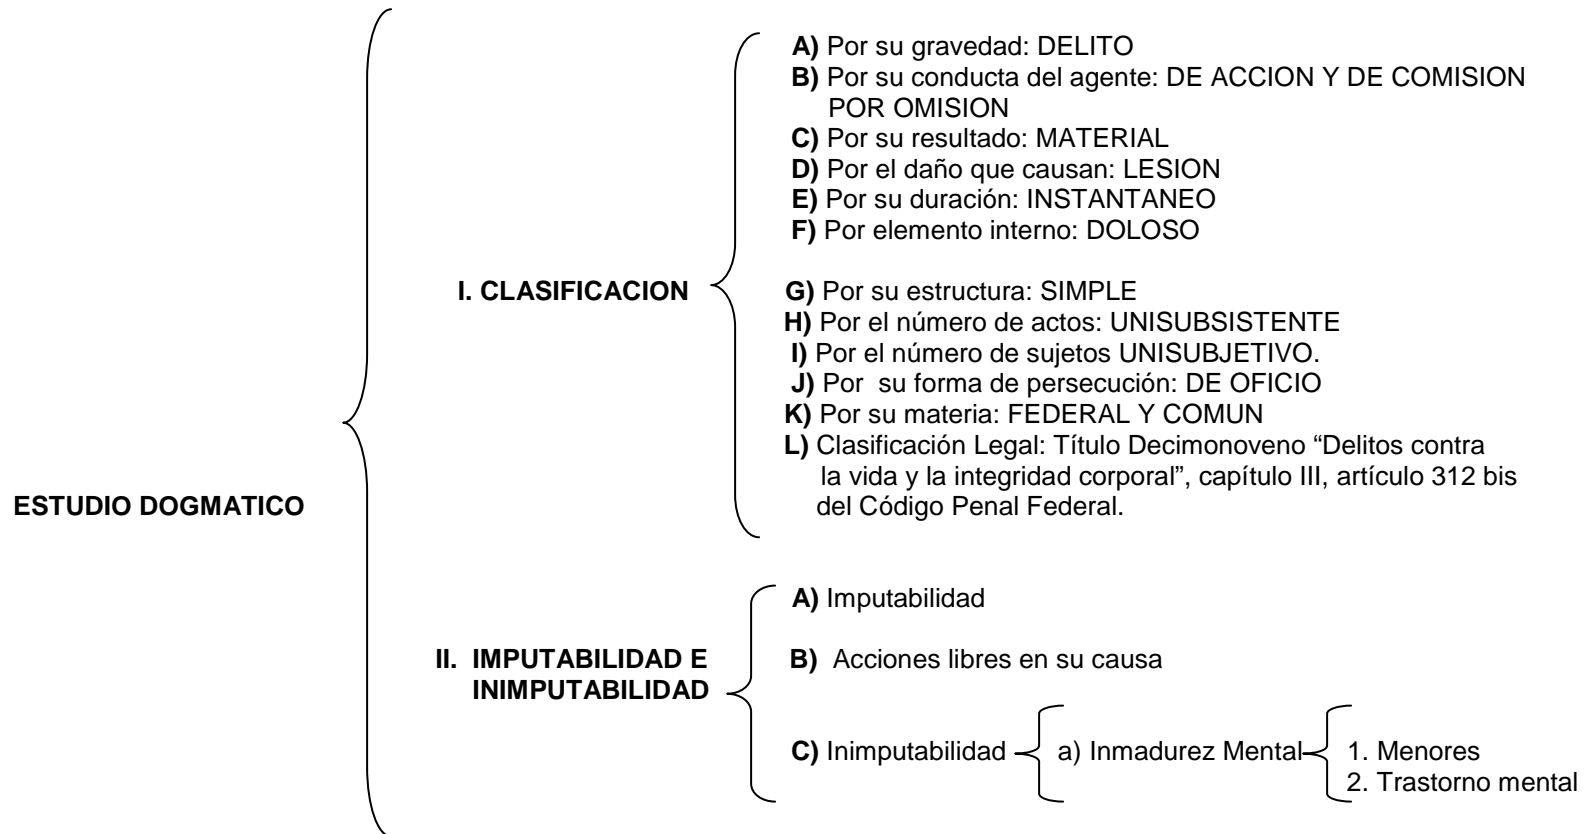 A) Por su gravedad: DELITO
B) Por su conducta del agente: DE ACCION Y DE COMISION
POR OMISION
C) Por su resultado: MATERIAL
D) Por el daño que causan: LESION
E) Por su duración: INSTANTANEO
F) Por elemento interno: DOLOSO
I. CLASIFICACION
G) Por su estructura: SIMPLE
H) Por el número de actos: UNISUBSISTENTE
I) Por el número de sujetos UNISUBJETIVO.
J) Por su forma de persecución: DE OFICIO
K) Por su materia: FEDERAL Y COMUN
L) Clasificación Legal: Título Decimonoveno “Delitos contra
la vida y la integridad corporal”, capítulo III, artículo 312 bis
del Código Penal Federal.
ESTUDIO DOGMATICO
A) Imputabilidad
II. IMPUTABILIDAD E
INIMPUTABILIDAD
B) Acciones libres en su causa
C) Inimputabilidad
a) Inmadurez Mental
1. Menores
2. Trastorno mental